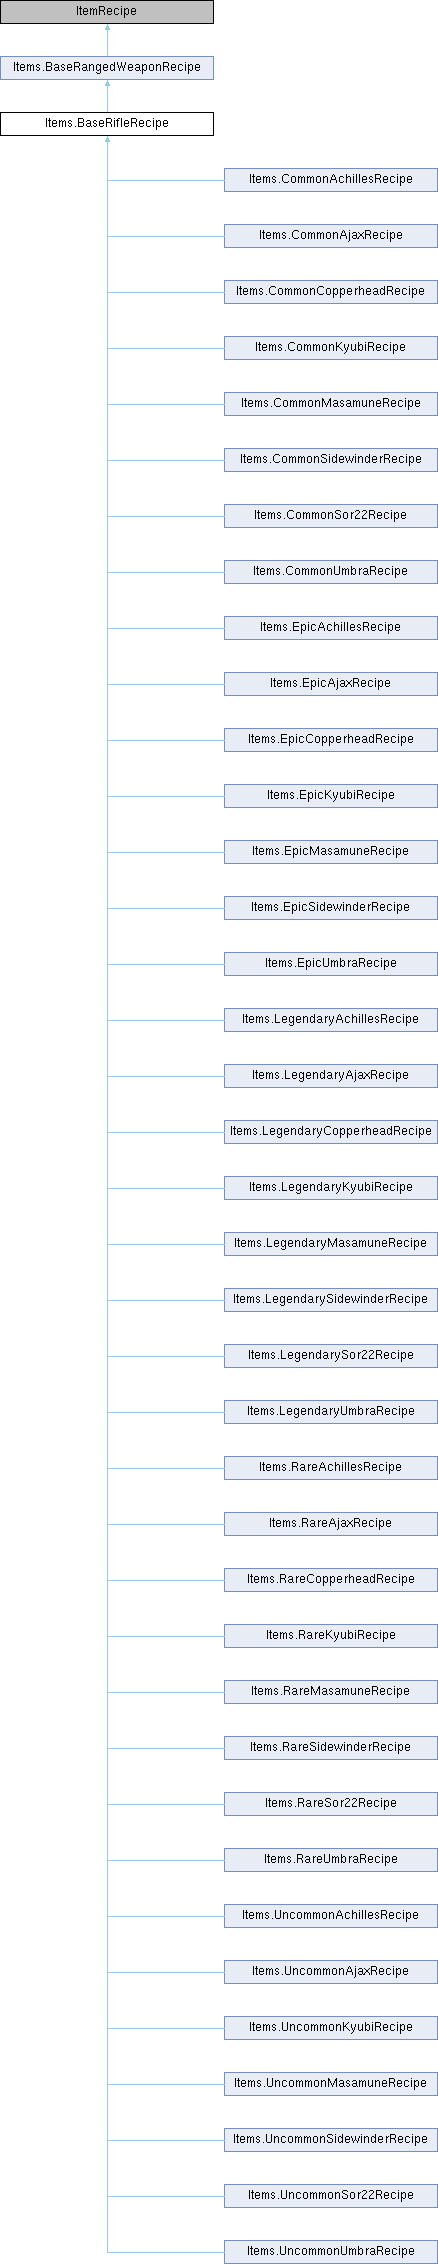 ItemRecipe
Items.BaseRangedWeaponRecipe
Items.BaseRifleRecipe
Items.CommonAchillesRecipe
Items.CommonAjaxRecipe
Items.CommonCopperheadRecipe
Items.CommonKyubiRecipe
Items.CommonMasamuneRecipe
Items.CommonSidewinderRecipe
Items.CommonSor22Recipe
Items.CommonUmbraRecipe
Items.EpicAchillesRecipe
Items.EpicAjaxRecipe
Items.EpicCopperheadRecipe
Items.EpicKyubiRecipe
Items.EpicMasamuneRecipe
Items.EpicSidewinderRecipe
Items.EpicUmbraRecipe
Items.LegendaryAchillesRecipe
Items.LegendaryAjaxRecipe
Items.LegendaryCopperheadRecipe
Items.LegendaryKyubiRecipe
Items.LegendaryMasamuneRecipe
Items.LegendarySidewinderRecipe
Items.LegendarySor22Recipe
Items.LegendaryUmbraRecipe
Items.RareAchillesRecipe
Items.RareAjaxRecipe
Items.RareCopperheadRecipe
Items.RareKyubiRecipe
Items.RareMasamuneRecipe
Items.RareSidewinderRecipe
Items.RareSor22Recipe
Items.RareUmbraRecipe
Items.UncommonAchillesRecipe
Items.UncommonAjaxRecipe
Items.UncommonKyubiRecipe
Items.UncommonMasamuneRecipe
Items.UncommonSidewinderRecipe
Items.UncommonSor22Recipe
Items.UncommonUmbraRecipe